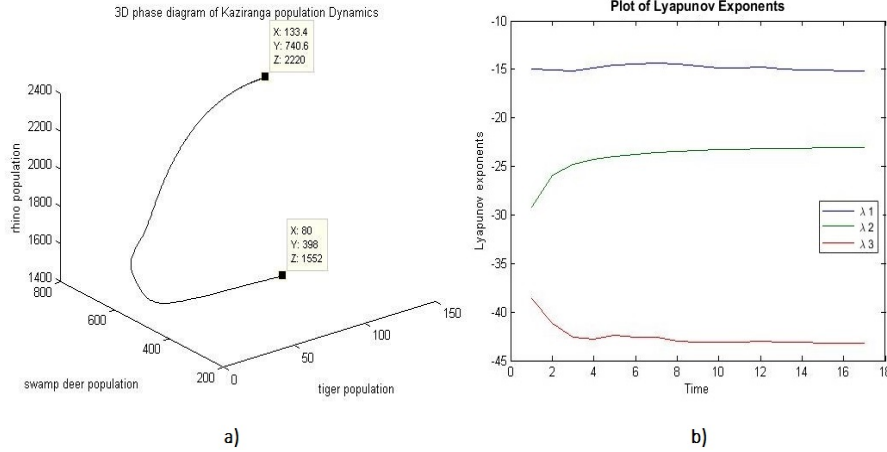 3D phase diagram of Kaziranga population Dynamics
X: 133.4
Y: 740.6
Z: 2220
2400
2200
2000
1800
1600
1400
rhino population
X: 80
Y: 398
Z: 1552
800
600
400
200
swamp deer population
0
50
100
150
tiger population
a)
Plot of Lyapunov Exponents
-10
-15
-20
-25
-30
-35
-40
-45
Lyapunov exponents
λ 1
λ 2
λ 3
0 2 4 6 8 10 12 14 16 18
Time
b)